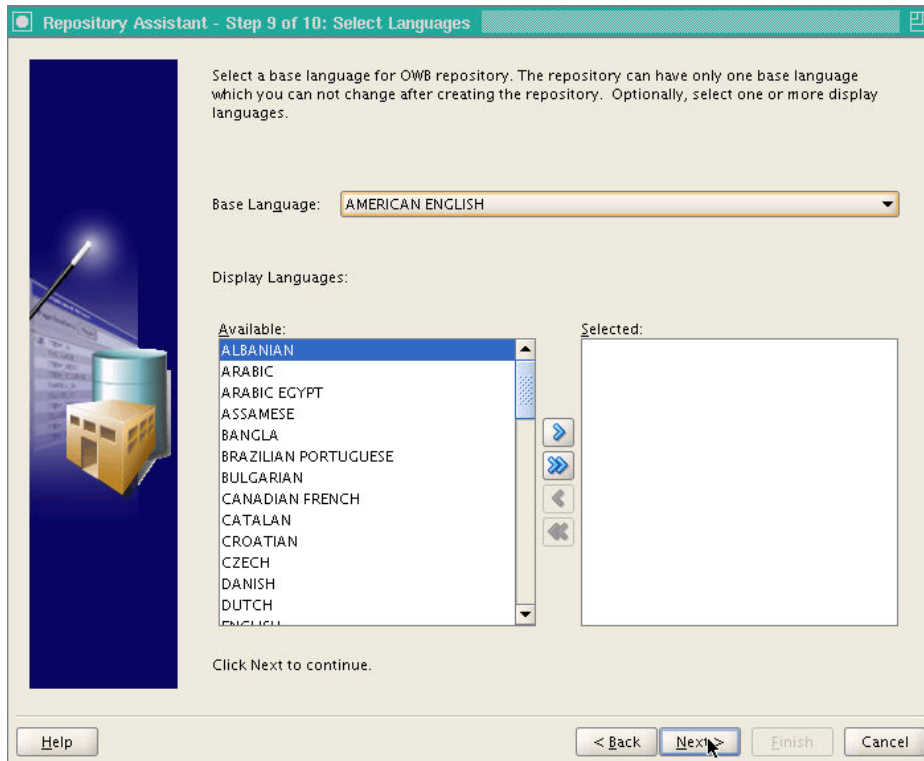 Repository Assistant - Step 9 of 10: Select Languages
Select a base language for OWB repository. The repository can have only one base language
which you can not change after creating the repository. Optionally, select one or more display
languages.
Base Language: AMERICAN ENGLISH
Display Languages:
Available: Selected:
ALBANIAN
ARABIC
ARABIC EGYPT
ASSAMESE
BANGLA
BRAZILIAN PORTUGUESE
BULGARIAN
CANADIAN FRENCH
CATALAN
CROATIAN
CZECH
DANISH
DUTCH
ENGLISH
Click Next to continue.
Help < Back Next > Finish Cancel